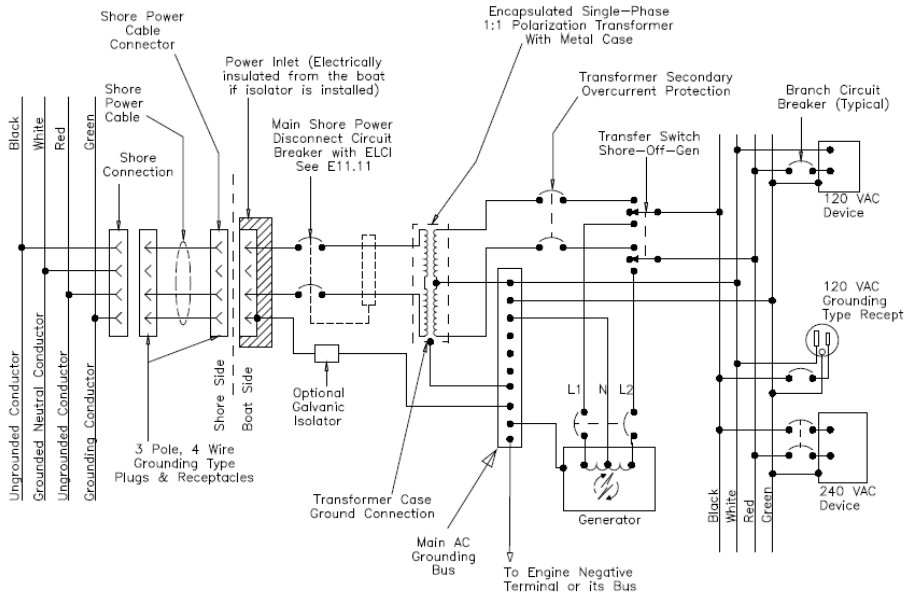 Shore Power
Cable
Connector
Encapsulated Single-Phase
1:1 Polarization Transformer
With Metal Case
Power Inlet (Electrically
insulated from the boat
if isolator is installed)
Transformer Secondary
Overcurrent Protection
Shore
Power
Cable
Main Shore Power
Disconnect Circuit
Breaker with ELCI
See E11.11
Branch Circuit
Breaker (Typical)
Transfer Switch
Shore-Off-Gen
Black
White
Red
Green
Shore
Connection
120 VAC
Device
120 VAC
Grounding
Type Recept
Optional
Galvanic
Isolator
L1
N
L2
Shore Side
Boat Side
Ungrounded Conductor
Grounded Neutral Conductor
Ungrounded Conductor
Grounding Conductor
3 Pole, 4 Wire
Grounding Type
Plugs & Receptacles
Transformer Case
Ground Connection
Generator
Black
White
Red
Green
240 VAC
Device
Main AC
Grounding
Bus
To Engine Negative
Terminal or its Bus